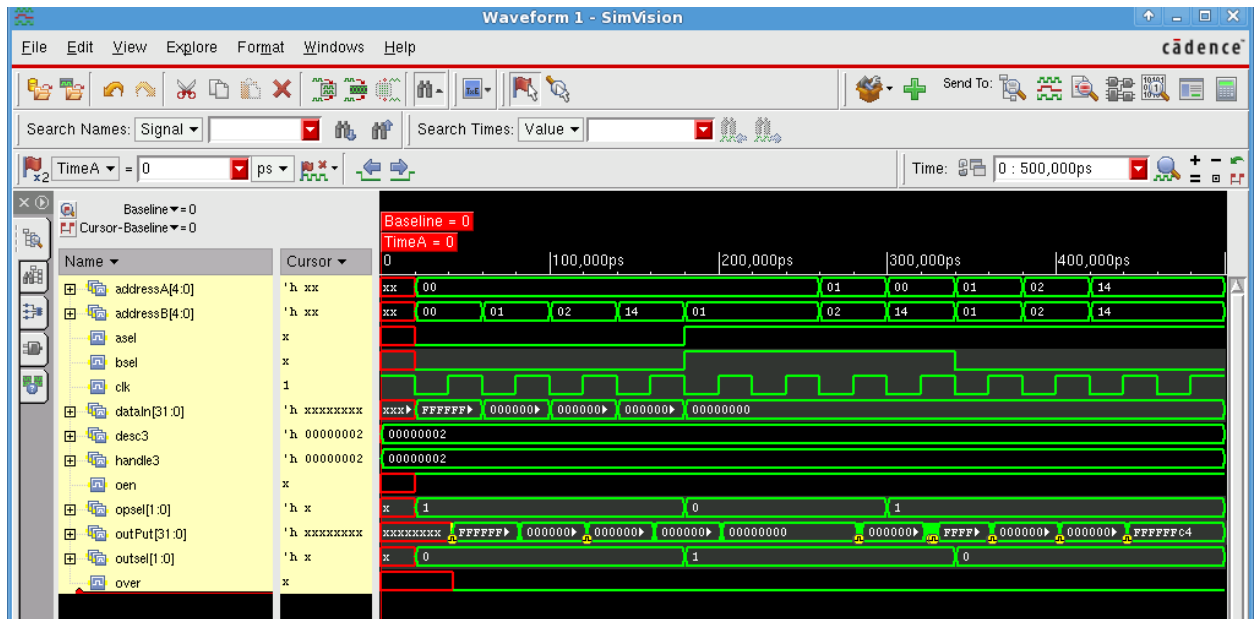 Waveform 1 - SimVision
File Edit View Explore Format Windows Help cādence
Send To:
Search Names: Signal Search Times: Value
x2 TimeA = 0 ps Time: 0 : 500,000ps
Baseline = 0
Cursor-Baseline = 0
Baseline = 0
TimeA = 0
Name Cursor 0 100,000ps 200,000ps 300,000ps 400,000ps
addressA[4:0] 'h xx xx 00 01 00 01 02 14
addressB[4:0] 'h xx xx 00 01 02 14 01 02 14 01 02 14
asel x
bsel x
clk 1
dataIn[31:0] 'h xxxxxxxx xxx FFFFFF 000000 000000 000000 00000000
desc3 'h 00000002 00000002
handle3 'h 00000002 00000002
oen x
opsel[1:0] 'h x x 1 0 1
outPut[31:0] 'h xxxxxxxx xxxxxxxx FFFFFF 000000 000000 000000 00000000 000000 FFFF 000000 000000 FFFFFFc4
outsel[1:0] 'h x x 0 1 0
over x